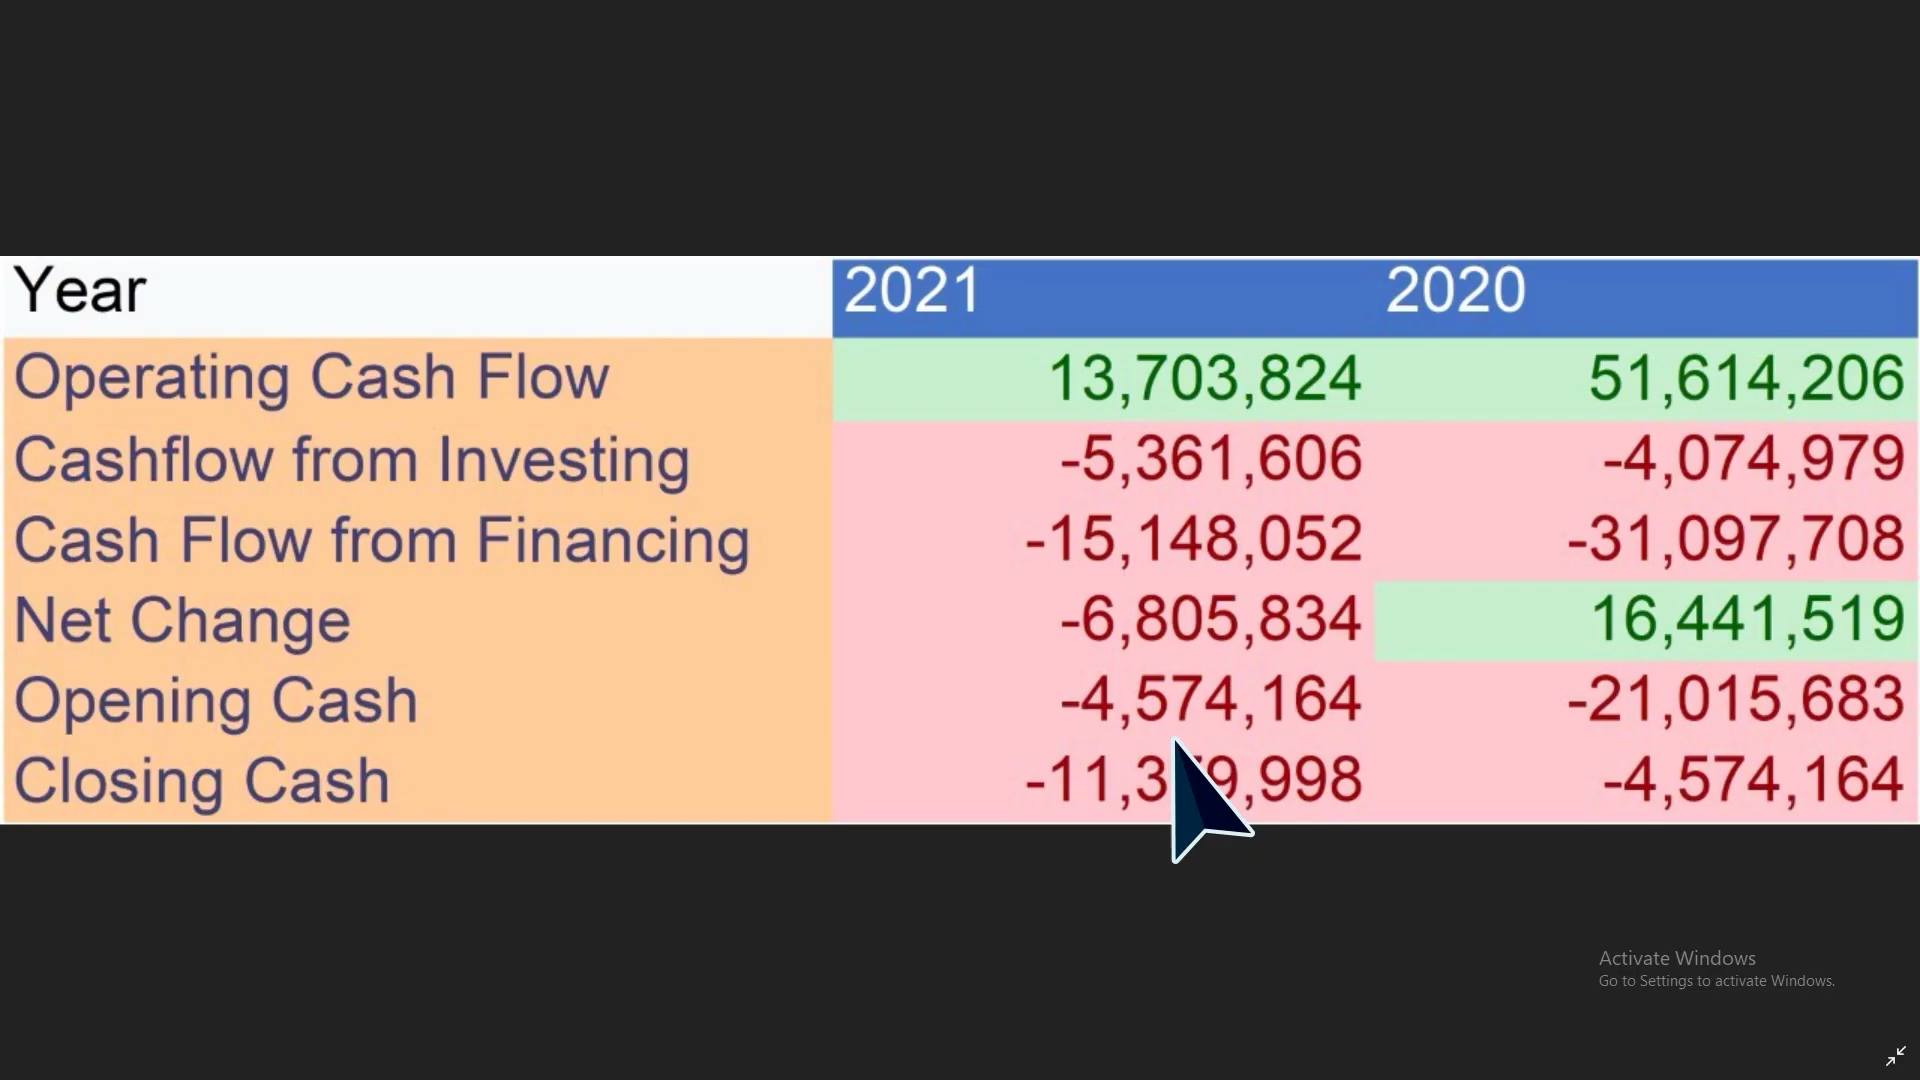 Year 2021 2020
Operating Cash Flow 13,703,824 51,614,206
Cashflow from Investing -5,361,606 -4,074,979
Cash Flow from Financing -15,148,052 -31,097,708
Net Change -6,805,834 16,441,519
Opening Cash -4,574,164 -21,015,683
Closing Cash -4,574,164
Activate Windows
Go to Settings to activate Windows.